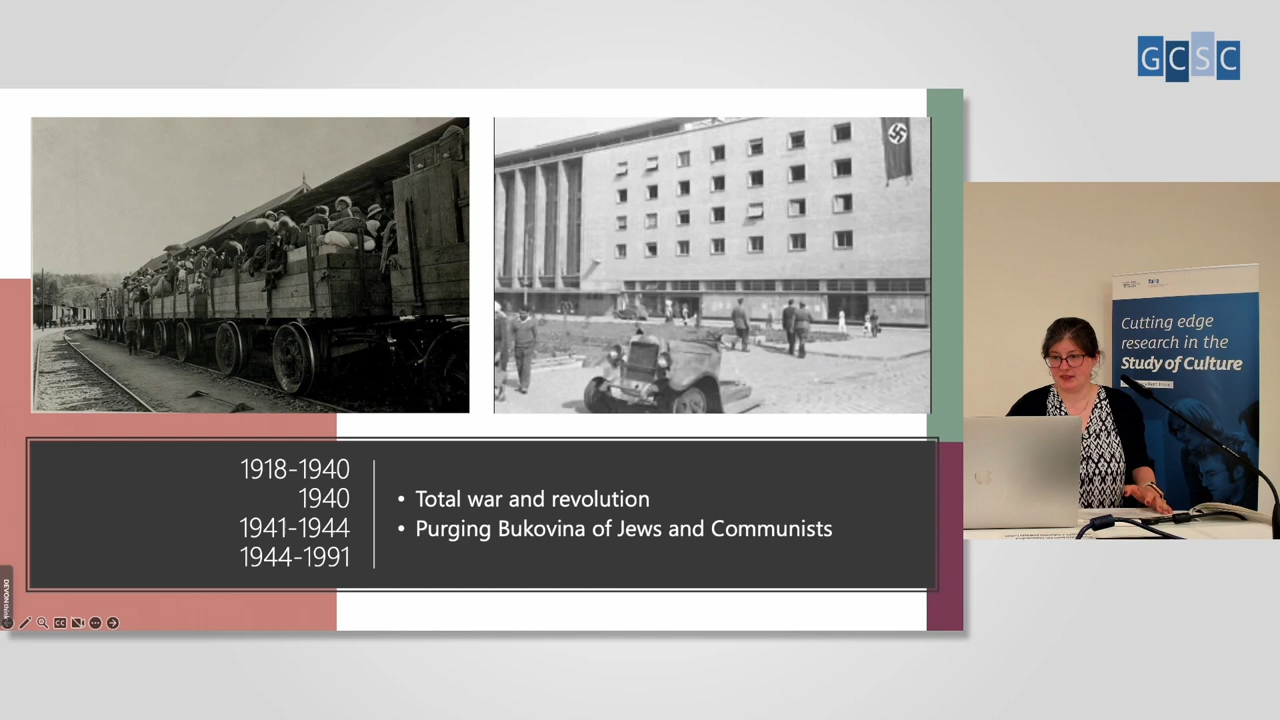 GCSC
Cutting edge
research in the
Study of Culture
1918-1940
1940
1941-1944
1944-1991
• Total war and revolution
• Purging Bukovina of Jews and Communists
CC